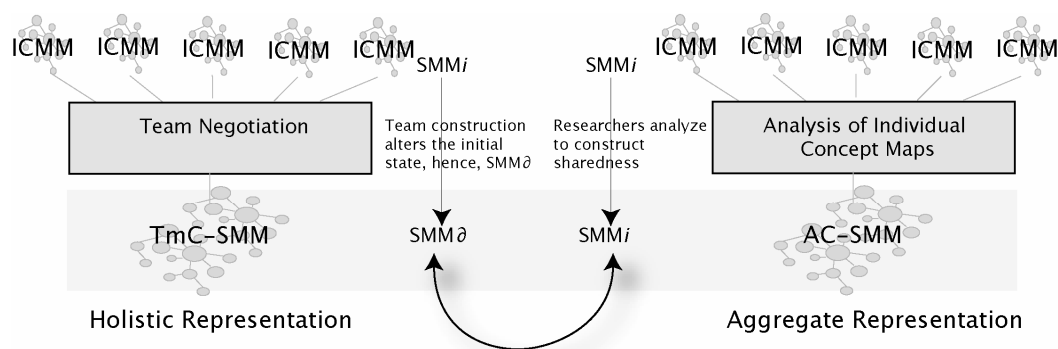 ICMM ICMM ICMM ICMM ICMM
SMMi
SMMi
ICMM ICMM ICMM ICMM ICMM
Team Negotiation
Team construction
alters the initial
state, hence, SMM∂
Researchers analyze
to construct
sharedness
Analysis of Individual
Concept Maps
TmC-SMM
SMM∂
SMMi
AC-SMM
Holistic Representation
Aggregate Representation